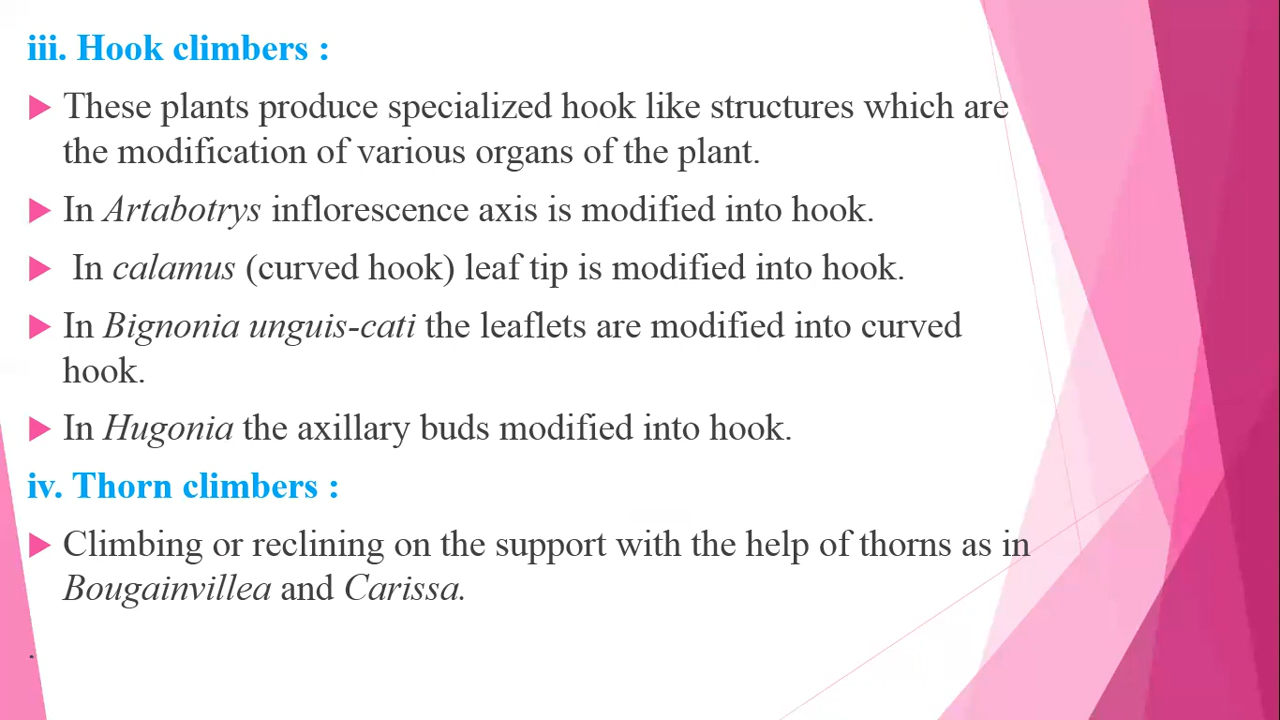 iii. Hook climbers :
These plants produce specialized hook like structures which are
the modification of various organs of the plant.
In Artabotrys inflorescence axis is modified into hook.
In calamus (curved hook) leaf tip is modified into hook.
In Bignonia unguis-cati the leaflets are modified into curved
hook.
In Hugonia the axillary buds modified into hook.
iv. Thorn climbers :
Climbing or reclining on the support with the help of thorns as in
Bougainvillea and Carissa.
.